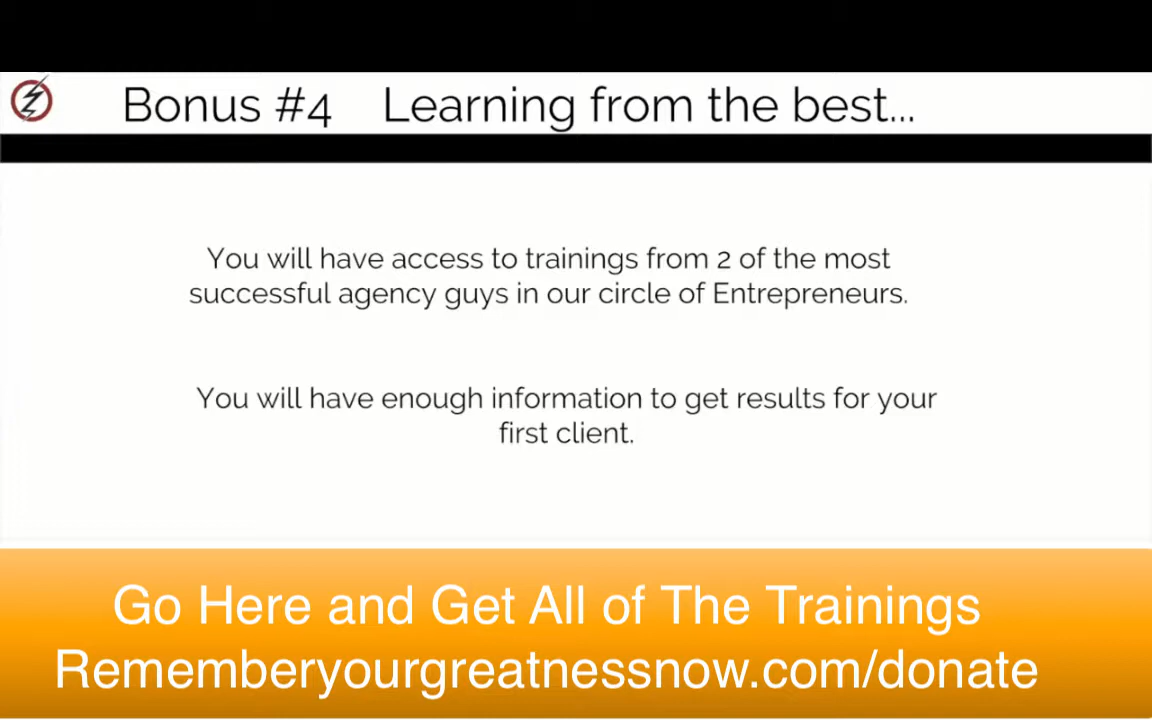 Bonus #4 Learning from the best...
You will have access to trainings from 2 of the most
successful agency guys in our circle of Entrepreneurs.
You will have enough information to get results for your
first client.
Go Here and Get All of The Trainings
Rememberyourgreatnessnow.com/donate